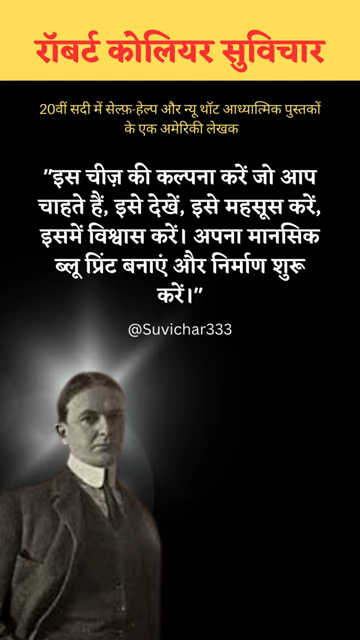 रॉबर्ट कोलियर सुविचार
20वीं सदी में सेल्फ़-हेल्प और न्यू थॉट आध्यात्मिक पुस्तकों
के एक अमेरिकी लेखक
"इस चीज़ की कल्पना करें जो आप
चाहते हैं, इसे देखें, इसे महसूस करें,
इसमें विश्वास करें। अपना मानसिक
ब्लू प्रिंट बनाएं और निर्माण शुरू
करें।"
@Suvichar333